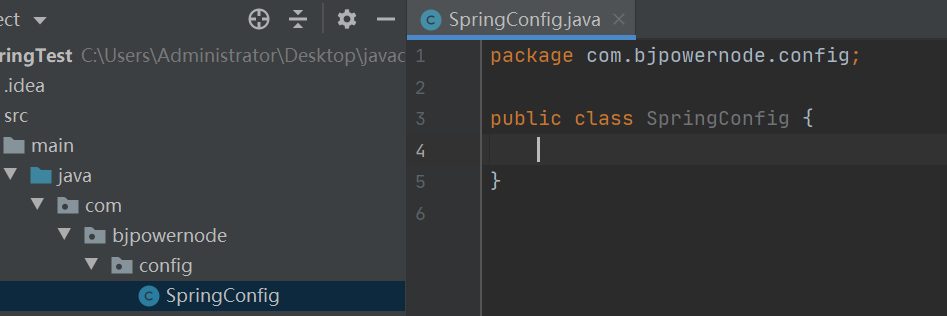 ect
ringTest C:\Users\Administrator\Desktop\javac
.idea
src
main
java
com
bjpowernode
config
SpringConfig
SpringConfig.java
1 package com.bjpowernode.config;
2
3 public class SpringConfig {
4
5 }
6